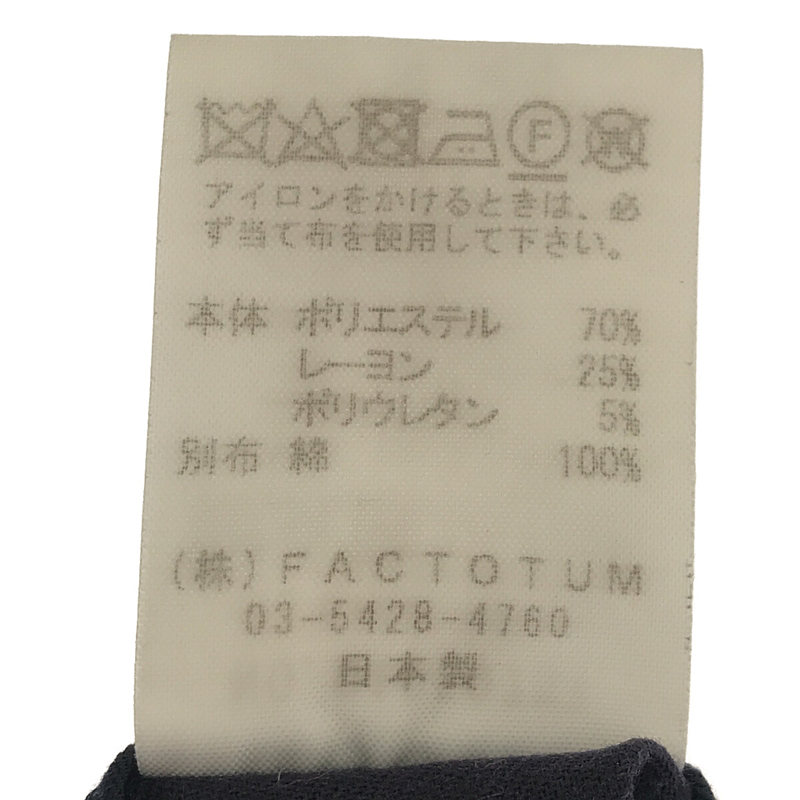 F W
アイロンをかけるときは、必
ず当て布を使用して下さい。
本体 ポリエステル 70%
レーヨン 25%
ポリウレタン 5%
別布 綿 100%
(株)FACTOTUM
03-5428-4760
日本製